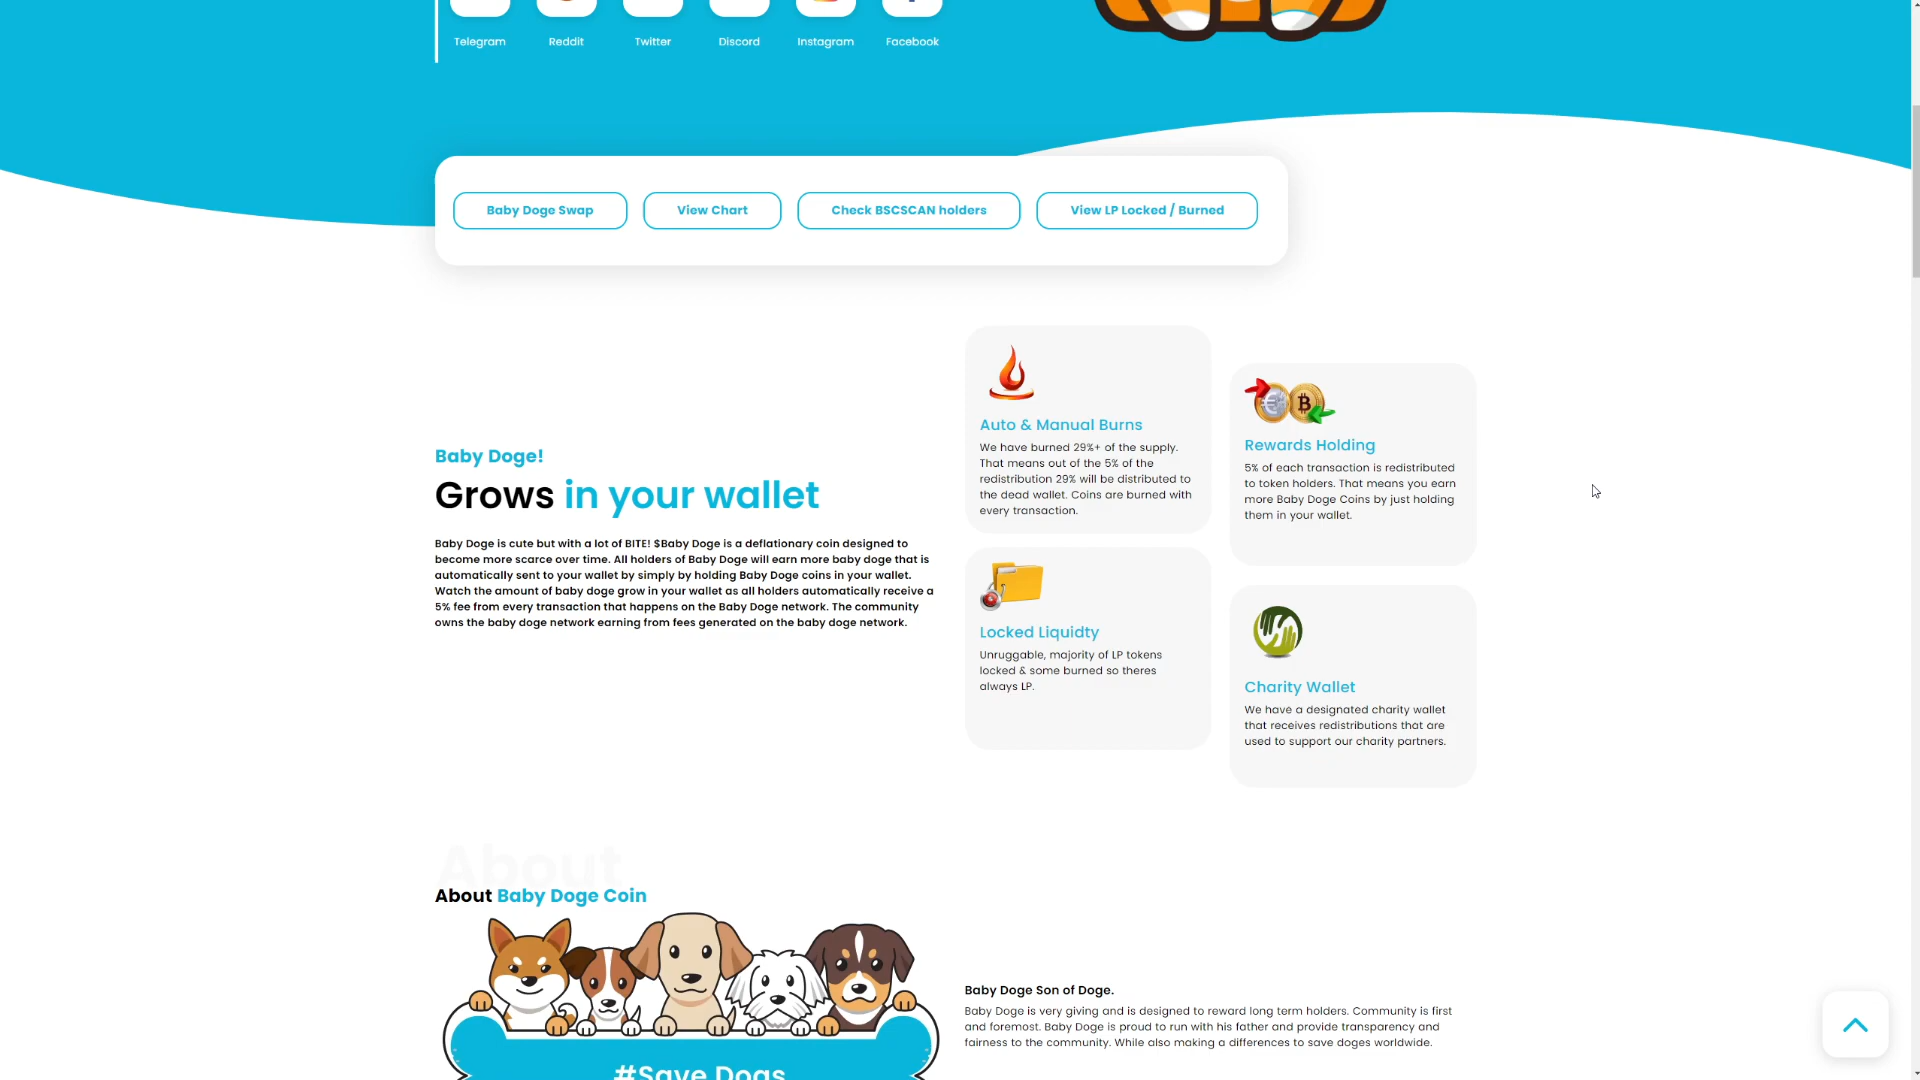 Telegram
Reddit
Twitter
Discord
Instagram
Facebook
Baby Doge Swap
View Chart
Check BSCSCAN holders
View LP Locked / Burned
Baby Doge!
Grows in your wallet
Baby Doge is cute but with a lot of BITE! $Baby Doge is a deflationary coin designed to
become more scarce over time. All holders of Baby Doge will earn more baby doge that is
automatically sent to your wallet by simply by holding Baby Doge coins in your wallet.
Watch the amount of baby doge grow in your wallet as all holders automatically receive a
5% fee from every transaction that happens on the Baby Doge network. The community
owns the baby doge network earning from fees generated on the baby doge network.
Auto & Manual Burns
We have burned 29%+ of the supply.
That means out of the 5% of the
redistribution 29% will be distributed to
the dead wallet. Coins are burned with
every transaction.
Rewards Holding
5% of each transaction is redistributed
to token holders. That means you earn
more Baby Doge Coins by just holding
them in your wallet.
Locked Liquidty
Unruggable, majority of LP tokens
locked & some burned so theres
always LP.
Charity Wallet
We have a designated charity wallet
that receives redistributions that are
used to support our charity partners.
About
About Baby Doge Coin
#Save Dogs
Baby Doge Son of Doge.
Baby Doge is very giving and is designed to reward long term holders. Community is first
and foremost. Baby Doge is proud to run with his father and provide transparency and
fairness to the community. While also making a differences to save doges worldwide.